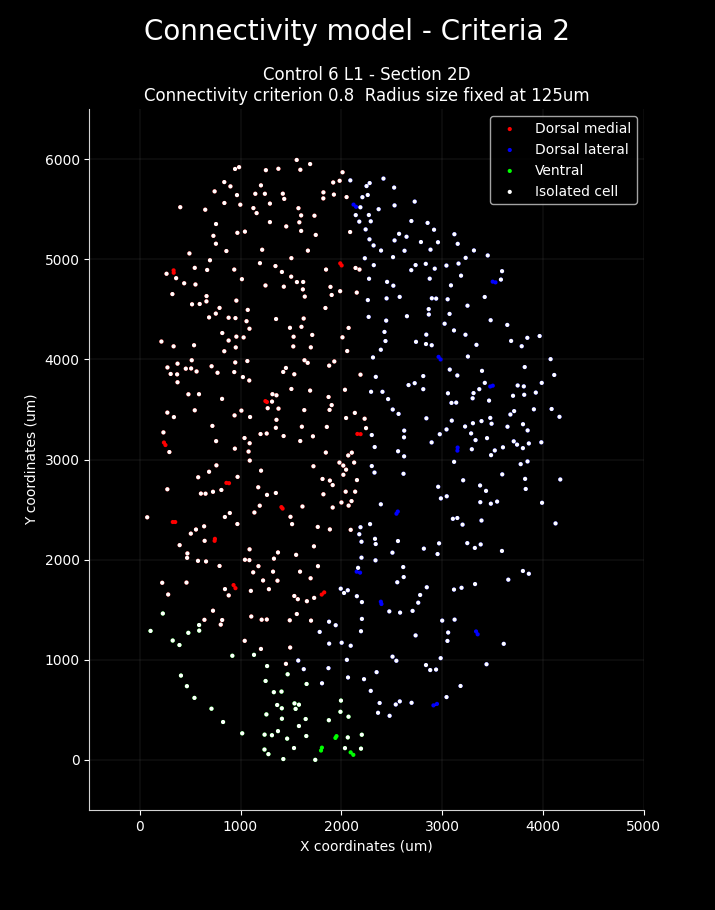 Connectivity model - Criteria 2
Control 6 L1 - Section 2D
Connectivity criterion 0.8  Radius size fixed at 125um
Dorsal medial
Dorsal lateral
Ventral
Isolated cell
6000
5000
4000
3000
2000
1000
0
Y coordinates (um)
0 1000 2000 3000 4000 5000
X coordinates (um)